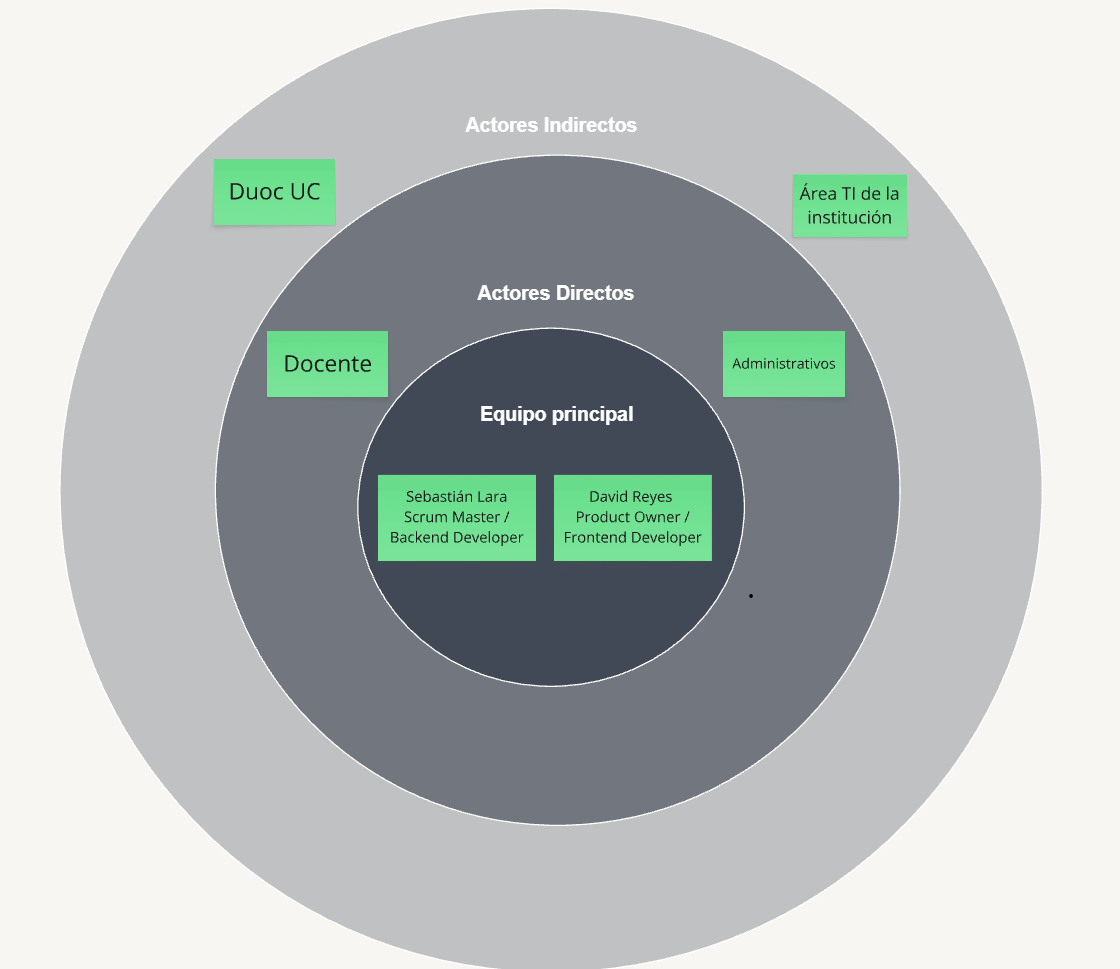 Actores Indirectos
Duoc UC
Área TI de la
institución
Actores Directos
Docente
Administrativos
Equipo principal
Sebastián Lara
Scrum Master /
Backend Developer
David Reyes
Product Owner /
Frontend Developer